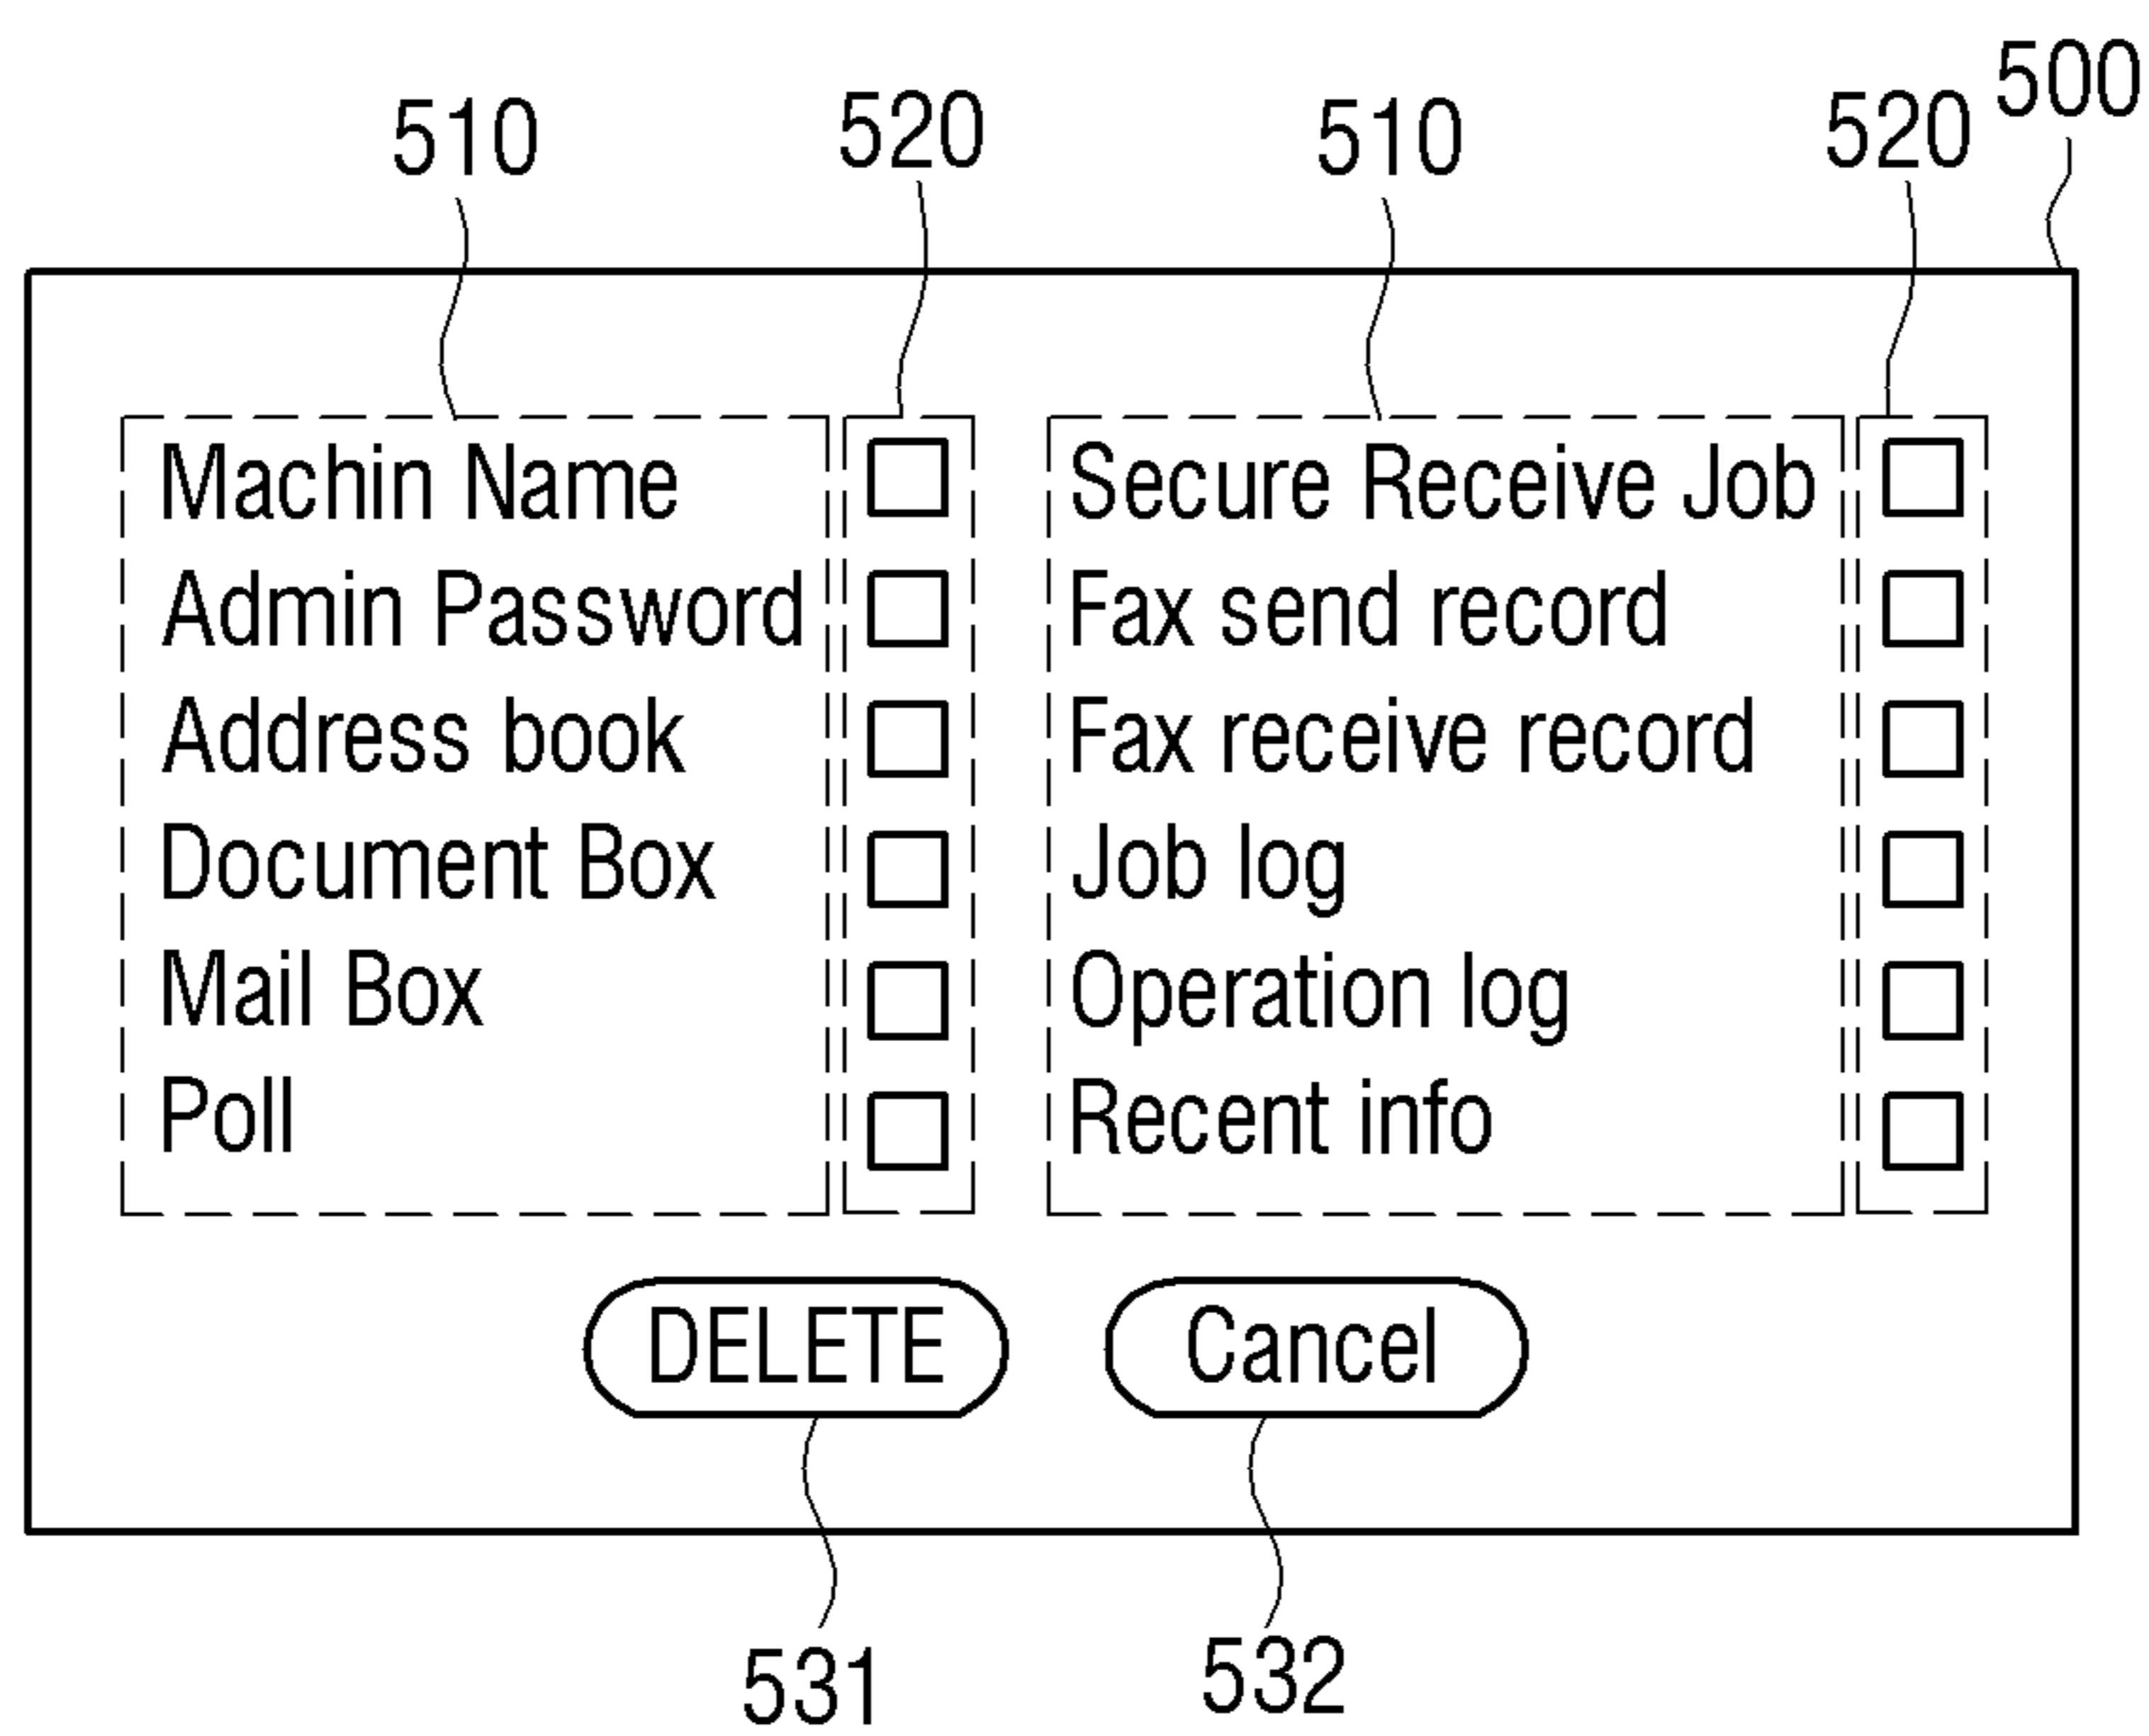 500
510 520 510 520
Machin Name Secure Receive Job
Admin Password Fax send record
Address book Fax receive record
Document Box Job log
Mail Box Operation log
Poll Recent info
DELETE Cancel
531 532